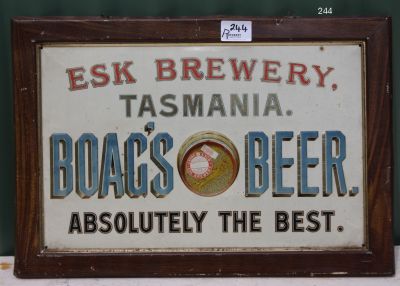 244
244
ESK BREWERY,
TASMANIA.
BOAG'S BEER.
ABSOLUTELY THE BEST.